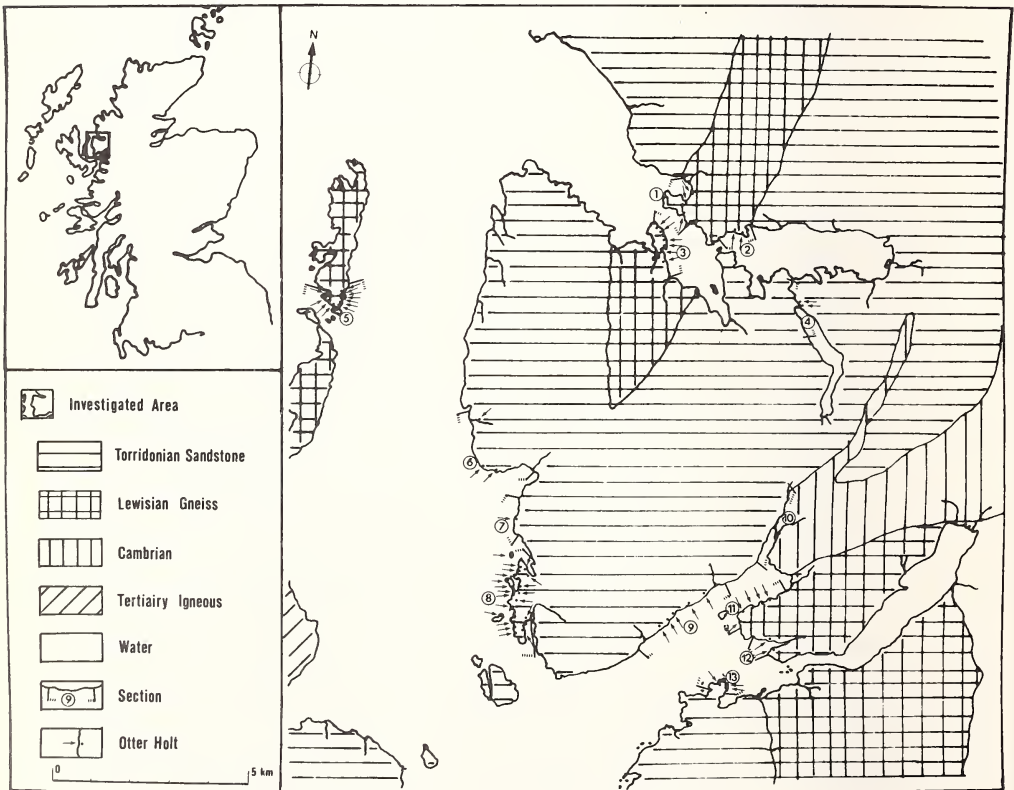 N
Investigated Area
Torridonian Sandstone
Lewisian Gneiss
Cambrian
Tertiairy Igneous
Water
9 Section
Otter Holt
0 5 km
1
2
3
4
5
6
7
8
9
10
11
12
13